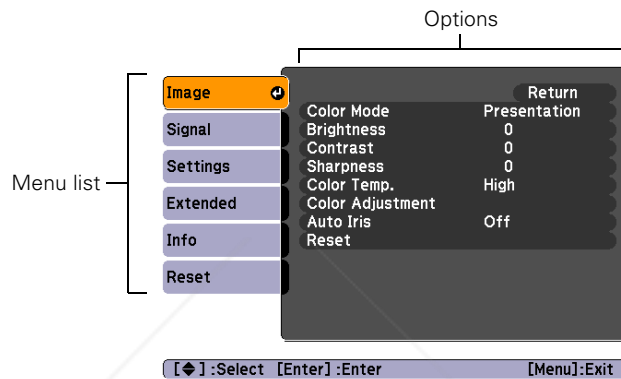 Options
Menu list
Image
Signal
Settings
Extended
Info
Reset
Return
Color Mode Presentation
Brightness 0
Contrast 0
Sharpness 0
Color Temp. High
Color Adjustment
Auto Iris Off
Reset
[◆] :Select [Enter] :Enter [Menu]:Exit